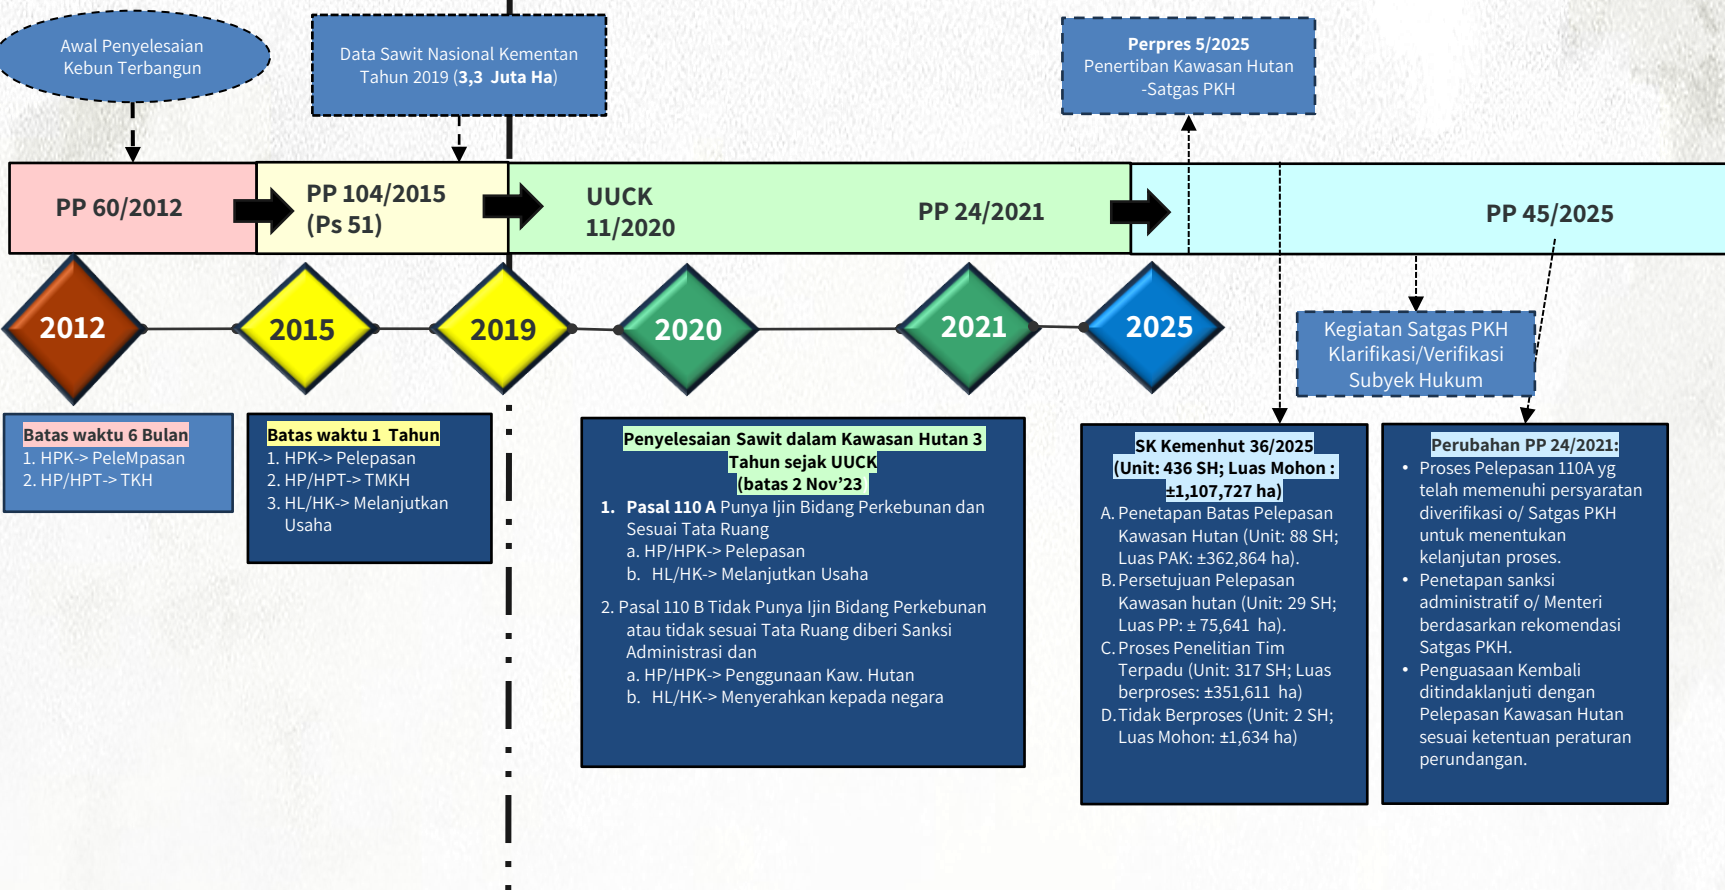 Awal Penyelesaian
Kebun Terbangun
Data Sawit Nasional Kementan
Tahun 2019 (3,3 Juta Ha)
Perpres 5/2025
Penertiban Kawasan Hutan
-Satgas PKH
PP 60/2012
PP 104/2015
(Ps 51)
UUCK
11/2020
PP 24/2021
PP 45/2025
2012
2015
2019
2020
2021
2025
Kegiatan Satgas PKH
Klarifikasi/Verifikasi
Subyek Hukum
Batas waktu 6 Bulan
1. HPK-> PeleMpasan
2. HP/HPT-> TKH
Batas waktu 1 Tahun
1. HPK-> Pelepasan
2. HP/HPT-> TMKH
3. HL/HK-> Melanjutkan
Usaha
Penyelesaian Sawit dalam Kawasan Hutan 3
Tahun sejak UUCK
(batas 2 Nov’23
1. Pasal 110 A Punya Ijin Bidang Perkebunan dan
Sesuai Tata Ruang
a. HP/HPK-> Pelepasan
b. HL/HK-> Melanjutkan Usaha
2. Pasal 110 B Tidak Punya Ijin Bidang Perkebunan
atau tidak sesuai Tata Ruang diberi Sanksi
Administrasi dan
a. HP/HPK-> Penggunaan Kaw. Hutan
b. HL/HK-> Menyerahkan kepada negara
SK Kemenhut 36/2025
(Unit: 436 SH; Luas Mohon :
±1,107,727 ha)
A. Penetapan Batas Pelepasan
Kawasan Hutan (Unit: 88 SH;
Luas PAK: ±362,864 ha).
B. Persetujuan Pelepasan
Kawasan hutan (Unit: 29 SH;
Luas PP: ± 75,641 ha).
C. Proses Penelitian Tim
Terpadu (Unit: 317 SH; Luas
berproses: ±351,611 ha)
D. Tidak Berproses (Unit: 2 SH;
Luas Mohon: ±1,634 ha)
Perubahan PP 24/2021:
• Proses Pelepasan 110A yg
telah memenuhi persyaratan
diverifikasi o/ Satgas PKH
untuk menentukan
kelanjutan proses.
• Penetapan sanksi
administratif o/ Menteri
berdasarkan rekomendasi
Satgas PKH.
• Penguasaan Kembali
ditindaklanjuti dengan
Pelepasan Kawasan Hutan
sesuai ketentuan peraturan
perundangan.